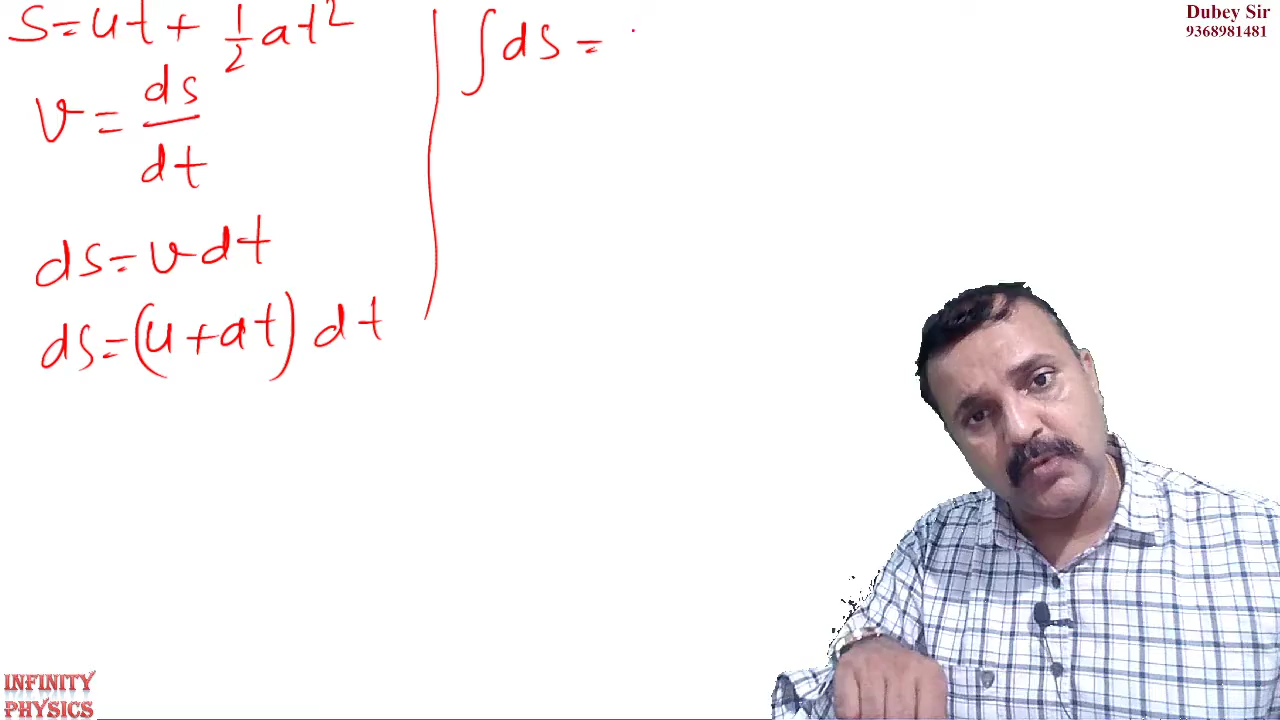 S=ut + 1/2 at²
v = ds/dt
ds = v dt
ds = (u + at) dt
∫ds =
Dubey Sir
9368981481
INFINITY
PHYSICS